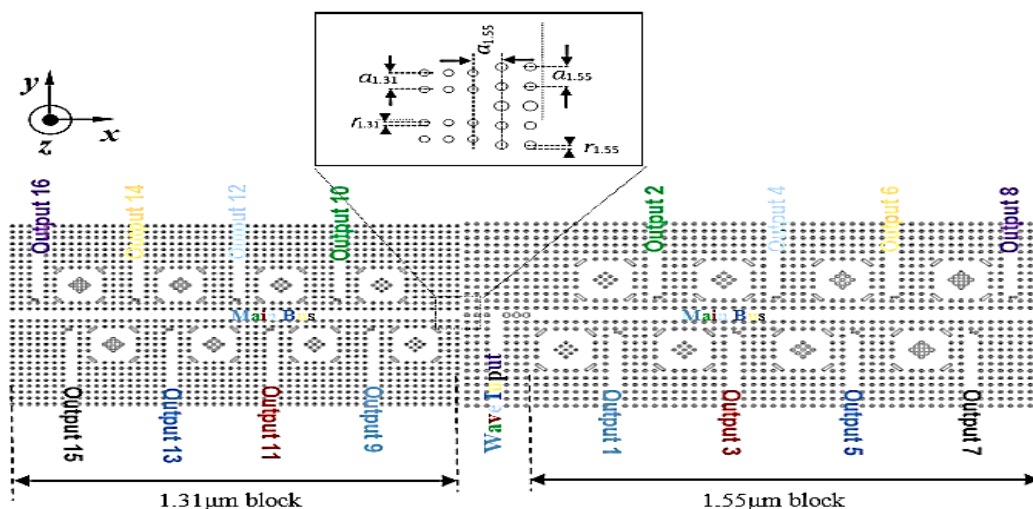 a1.55
a1.31
a1.55
r1.31
r1.55
y
x
z
Output 16
Output 14
Output 12
Output 10
Output 2
Output 4
Output 6
Output 8
Main Bus
Main Bus
Wave Input
Output 15
Output 13
Output 11
Output 9
Output 1
Output 3
Output 5
Output 7
1.31µm block
1.55µm block